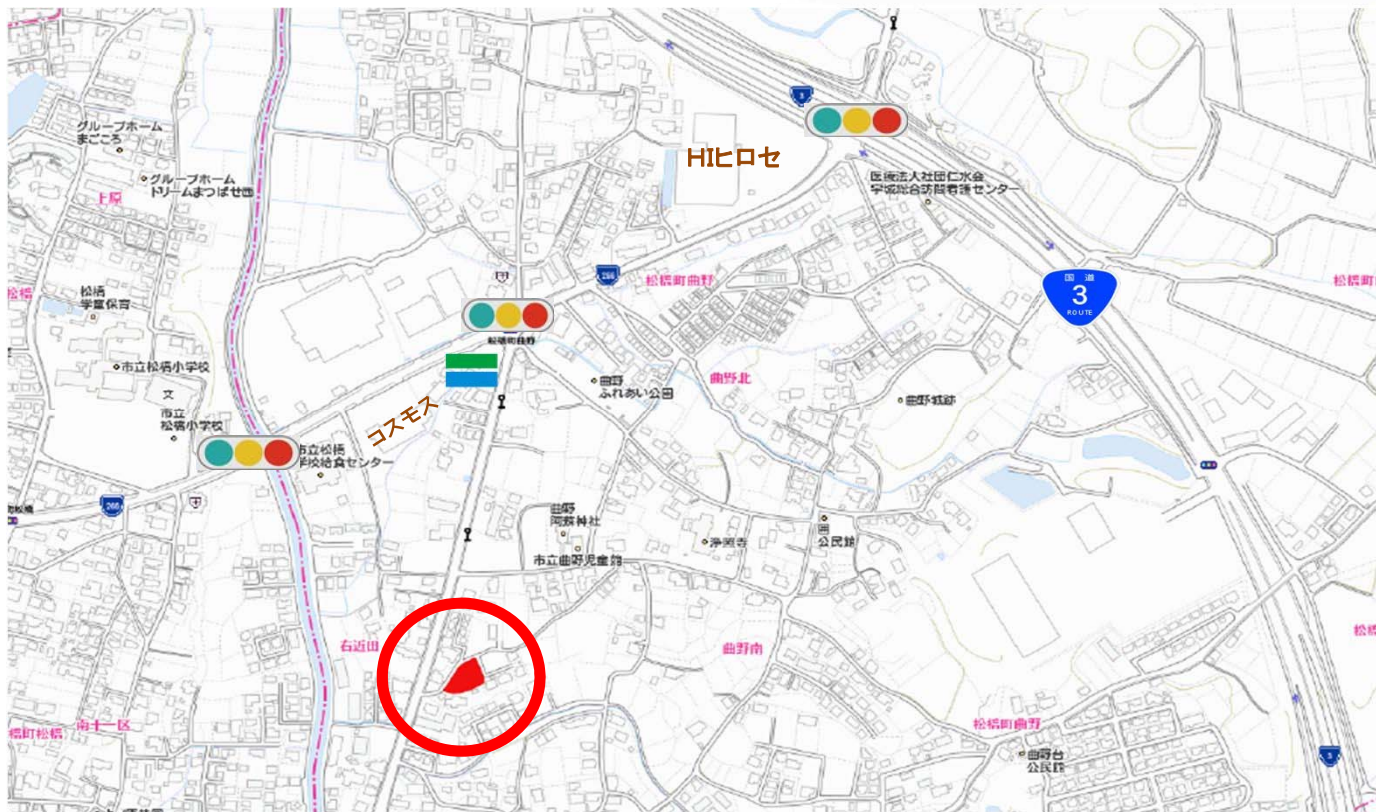 3
グループホーム
まごころ
HIヒロセ
グループホーム
ドリームまつばせ西
医療法人社団仁水会
宇城総合訪問看護センター
上原
266
松橋町曲野
国道
3
ROUTE
松橋
学童保育
松橋町曲野
市立松橋小学校
曲野
ふれあい公園
曲野北
曲野城跡
文
市立
松橋小学校
コスモス
市立松橋
学校給食センター
266
曲野
阿蘇神社
浄照寺
公民館
市立曲野児童館
右近田
曲野南
南十一区
橋町松橋
松橋町曲野
曲野台
公民館
3